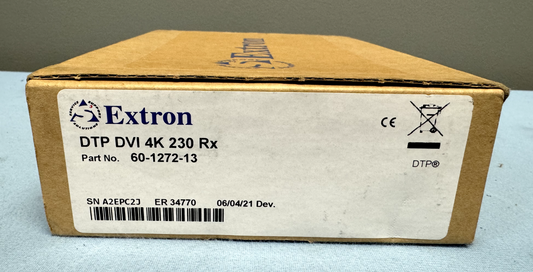 Extron
Extron
DTP DVI 4K 230 Rx
Part No. 60-1272-13
CE
DTP®
SN A2EPC2J ER 34770 06/04/21 Dev.